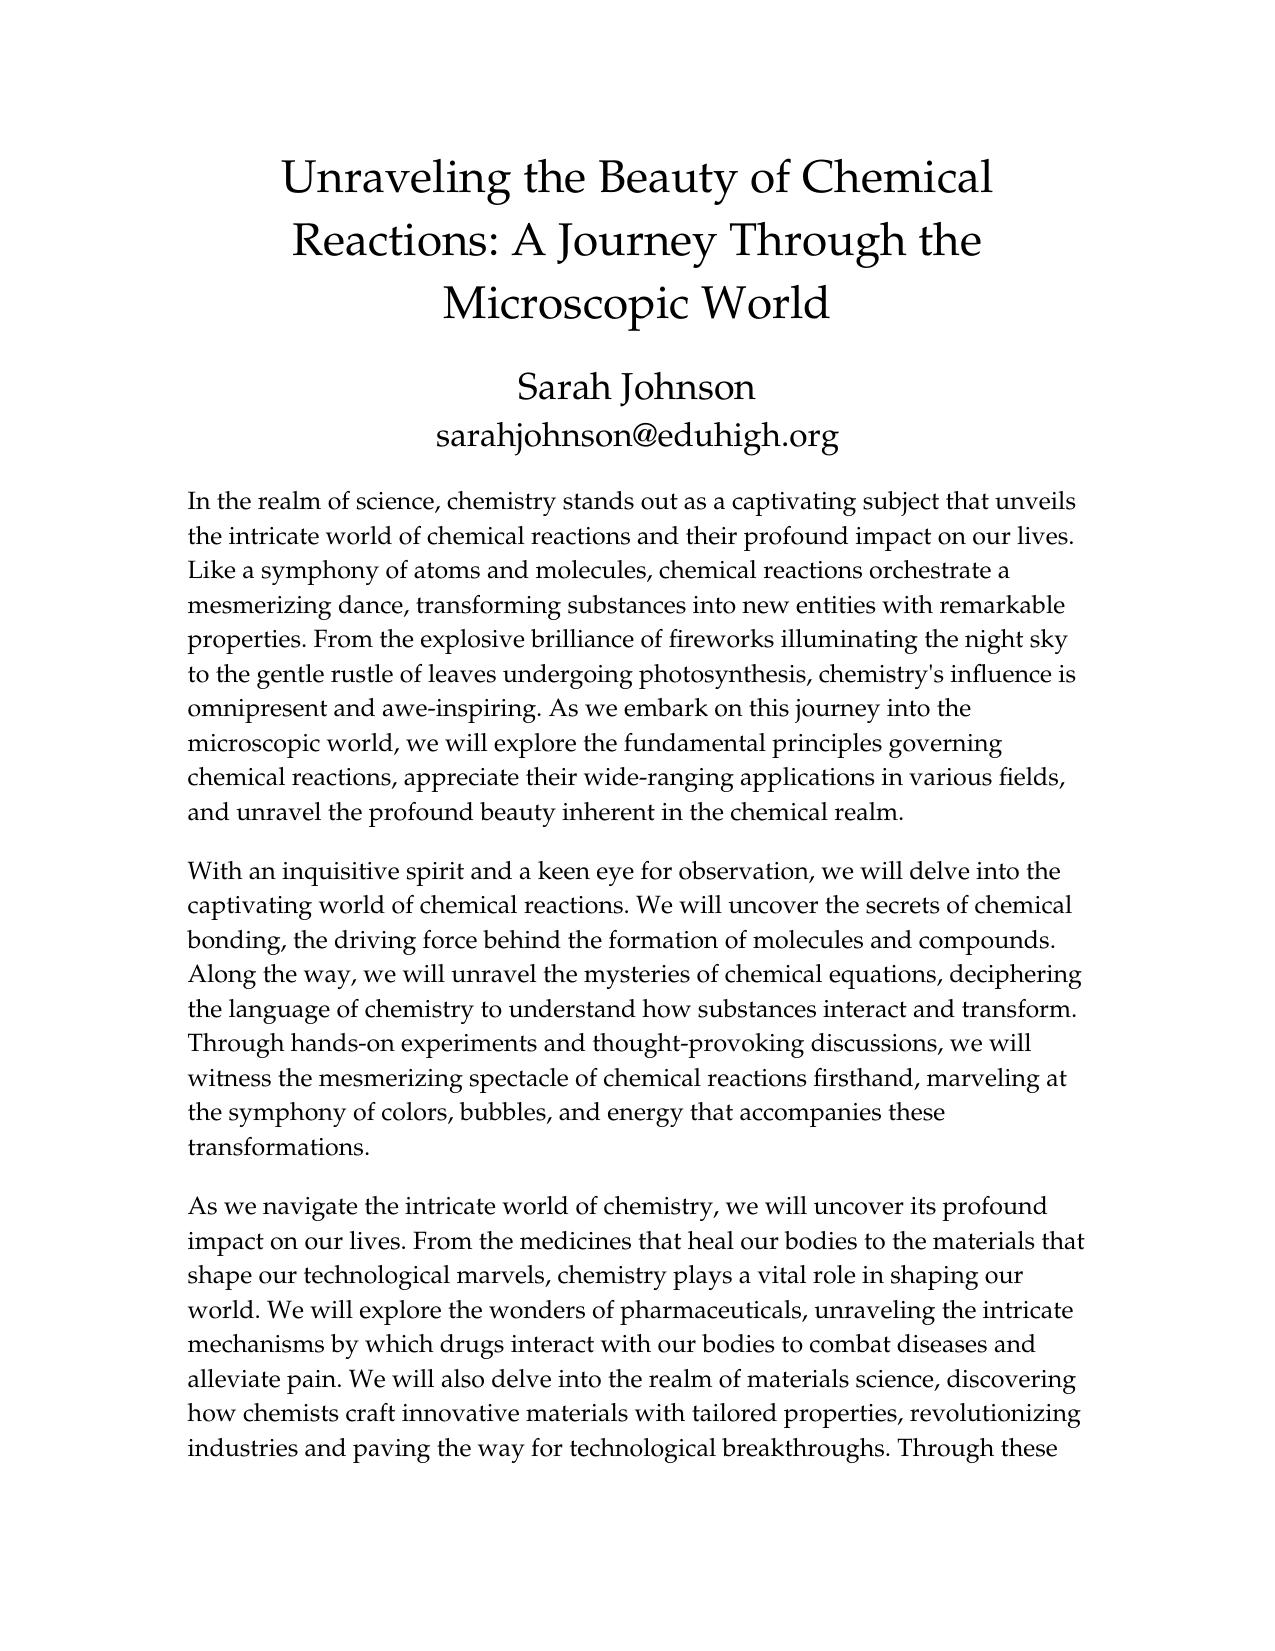 Unraveling the Beauty of Chemical
Reactions: A Journey Through the
Microscopic World
Sarah Johnson
sarahjohnson@eduhigh.org
In the realm of science, chemistry stands out as a captivating subject that unveils
the intricate world of chemical reactions and their profound impact on our lives.
Like a symphony of atoms and molecules, chemical reactions orchestrate a
mesmerizing dance, transforming substances into new entities with remarkable
properties. From the explosive brilliance of fireworks illuminating the night sky
to the gentle rustle of leaves undergoing photosynthesis, chemistry's influence is
omnipresent and awe-inspiring. As we embark on this journey into the
microscopic world, we will explore the fundamental principles governing
chemical reactions, appreciate their wide-ranging applications in various fields,
and unravel the profound beauty inherent in the chemical realm.
With an inquisitive spirit and a keen eye for observation, we will delve into the
captivating world of chemical reactions. We will uncover the secrets of chemical
bonding, the driving force behind the formation of molecules and compounds.
Along the way, we will unravel the mysteries of chemical equations, deciphering
the language of chemistry to understand how substances interact and transform.
Through hands-on experiments and thought-provoking discussions, we will
witness the mesmerizing spectacle of chemical reactions firsthand, marveling at
the symphony of colors, bubbles, and energy that accompanies these
transformations.
As we navigate the intricate world of chemistry, we will uncover its profound
impact on our lives. From the medicines that heal our bodies to the materials that
shape our technological marvels, chemistry plays a vital role in shaping our
world. We will explore the wonders of pharmaceuticals, unraveling the intricate
mechanisms by which drugs interact with our bodies to combat diseases and
alleviate pain. We will also delve into the realm of materials science, discovering
how chemists craft innovative materials with tailored properties, revolutionizing
industries and paving the way for technological breakthroughs. Through these